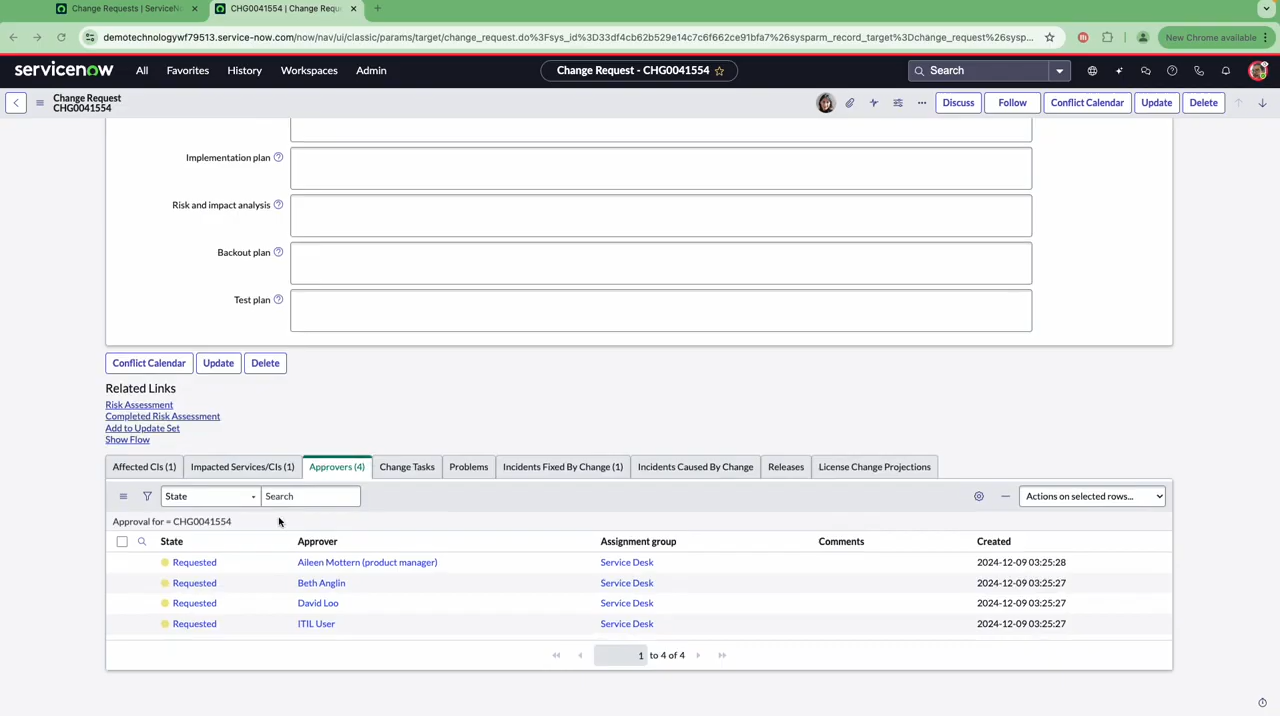 Change Requests | ServiceNo
CHG0041554 | Change Requ
demotechnologywf79513.service-now.com/now/nav/ui/classic/params/target/change_request.do%3Fsys_id%3D33df4cb62b529e14c7c6f662ce91bfa7%26sysparm_record_target%3Dchange_request%26sysp...
New Chrome available
servicenow
All
Favorites
History
Workspaces
Admin
Change Request - CHG0041554
Search
Change Request
CHG0041554
Discuss
Follow
Conflict Calendar
Update
Delete
Implementation plan
Risk and impact analysis
Backout plan
Test plan
Conflict Calendar
Update
Delete
Related Links
Risk Assessment
Completed Risk Assessment
Add to Update Set
Show Flow
Affected CIs (1)
Impacted Services/CIs (1)
Approvers (4)
Change Tasks
Problems
Incidents Fixed By Change (1)
Incidents Caused By Change
Releases
License Change Projections
State
Search
Actions on selected rows...
Approval for = CHG0041554
State Approver Assignment group Comments Created
Requested Aileen Mottern (product manager) Service Desk 2024-12-09 03:25:28
Requested Beth Anglin Service Desk 2024-12-09 03:25:27
Requested David Loo Service Desk 2024-12-09 03:25:27
Requested ITIL User Service Desk 2024-12-09 03:25:27
1 to 4 of 4